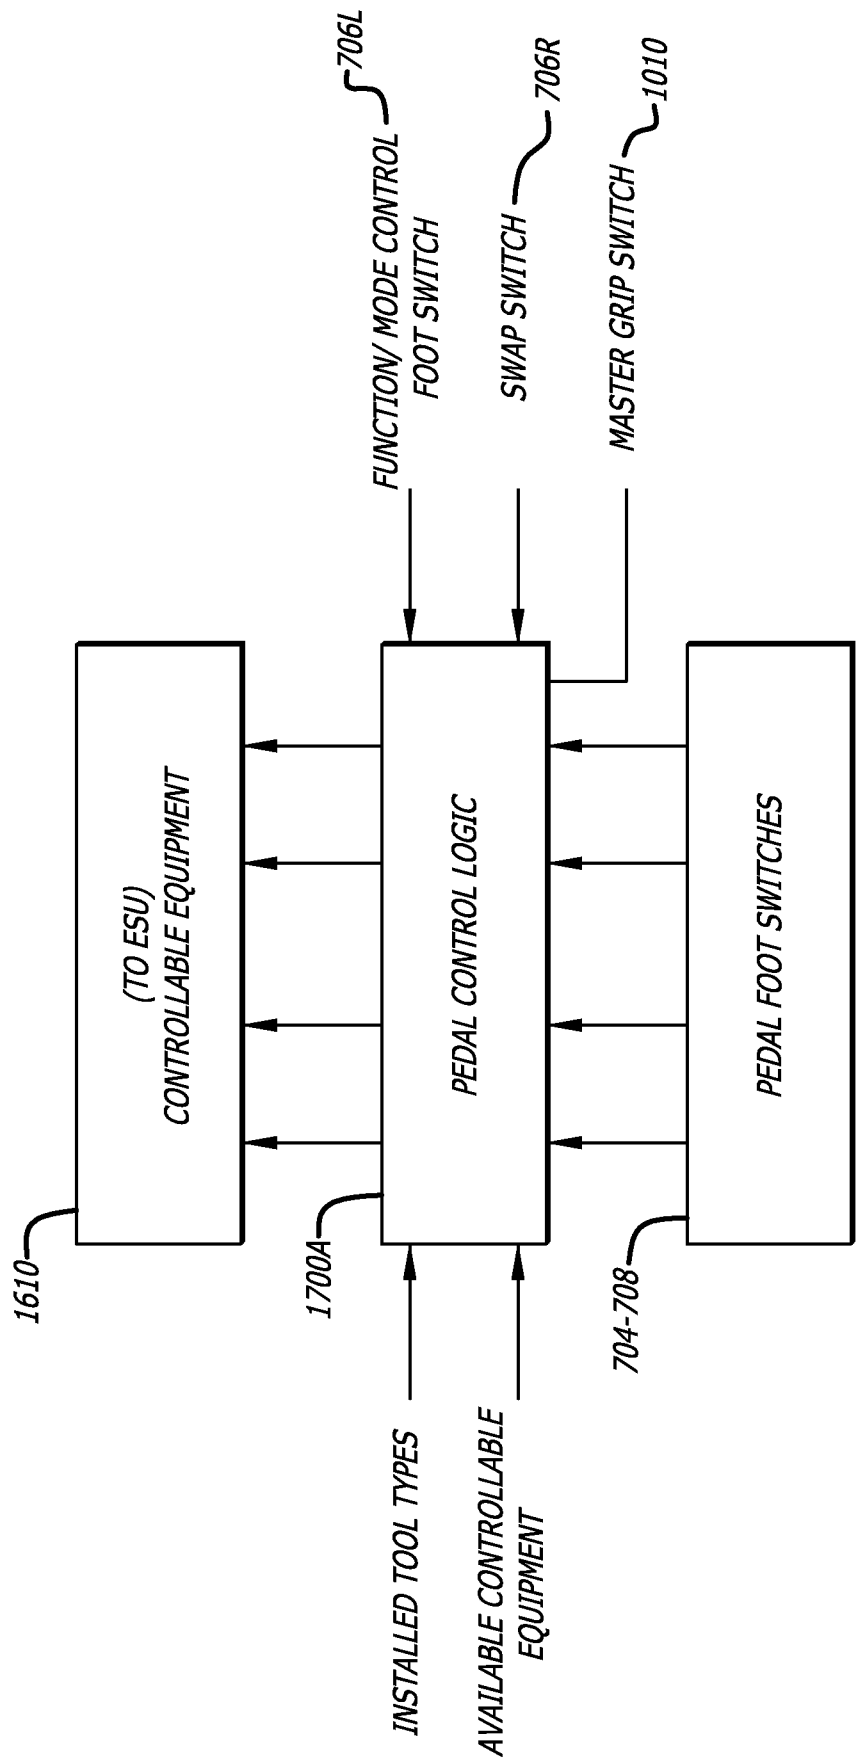 1610
(TO ESU)
CONTROLLABLE EQUIPMENT
INSTALLED TOOL TYPES
AVAILABLE CONTROLLABLE
EQUIPMENT
1700A
PEDAL CONTROL LOGIC
FUNCTION/ MODE CONTROL
FOOT SWITCH
706L
SWAP SWITCH
706R
MASTER GRIP SWITCH
1010
704-708
PEDAL FOOT SWITCHES